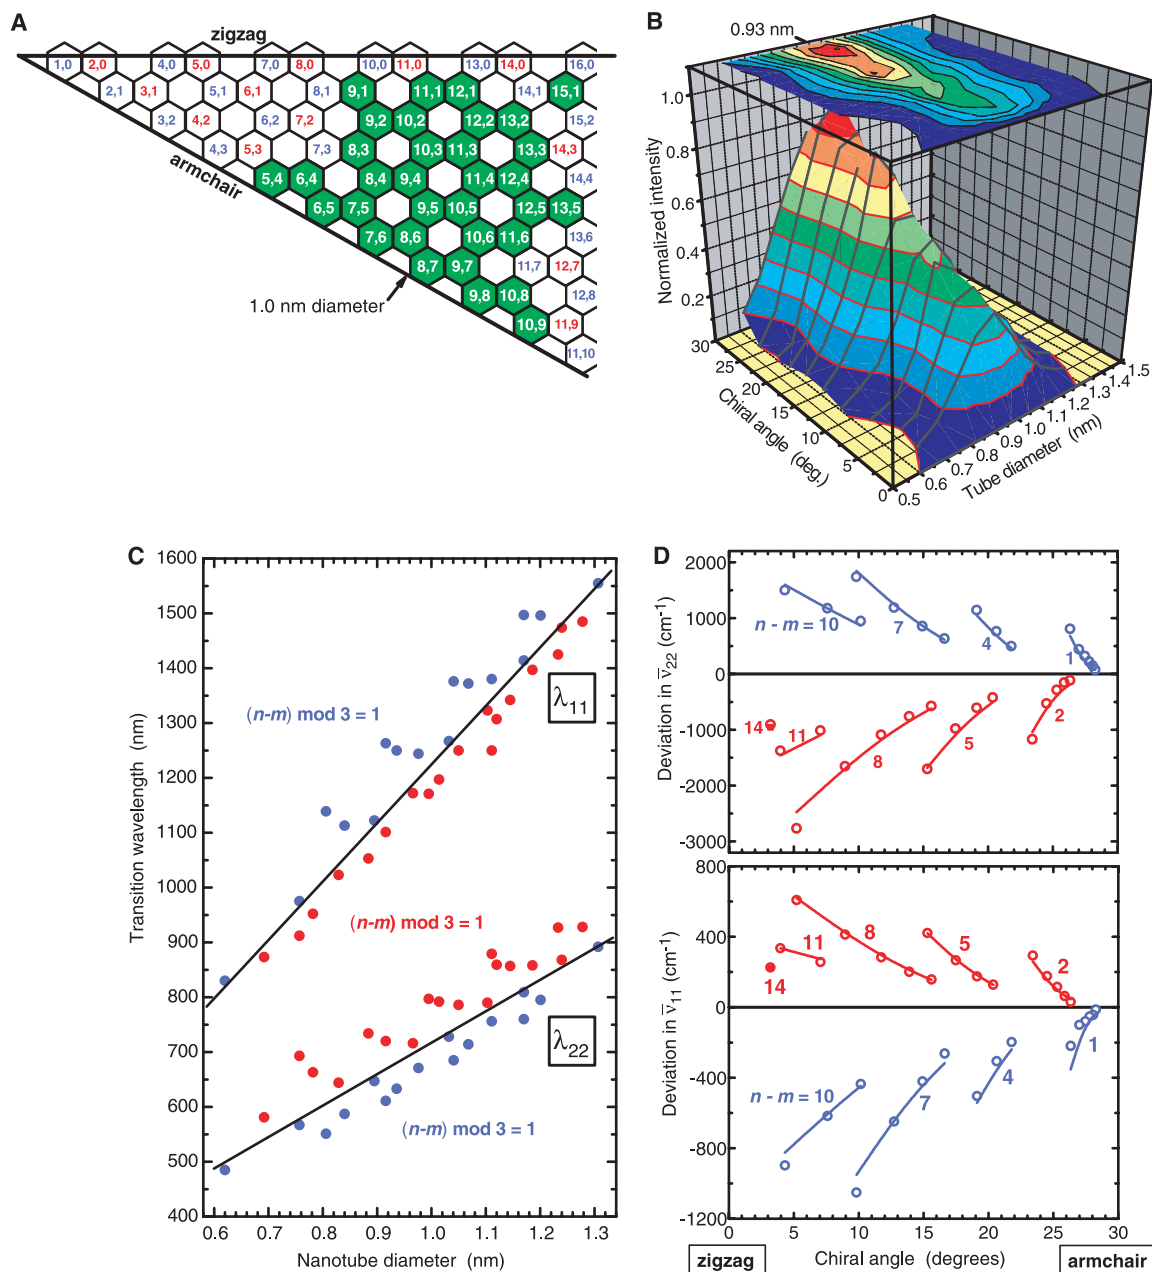 A
zigzag
1,0 2,0 4,0 5,0 7,0 8,0 10,0 11,0 13,0 14,0 16,0
2,1 3,1 5,1 6,1 8,1 9,1 11,1 12,1 14,1 15,1
3,2 4,2 6,2 7,2 9,2 10,2 12,2 13,2 15,2
4,3 5,3 7,3 8,3 10,3 11,3 13,3 14,3
armchair
5,4 6,4 8,4 9,4 11,4 12,4 14,4
6,5 7,5 9,5 10,5 12,5 13,5
7,6 8,6 10,6 11,6 13,6
8,7 9,7 11,7 12,7
1.0 nm diameter
9,8 10,8 12,8
10,9 11,9
11,10
B
0.93 nm
Normalized intensity
1.0
0.8
0.6
0.4
0.2
30
25
20
15
10
5
0
Chiral angle (deg.)
0.5 0.6 0.7 0.8 0.9 1.0 1.1 1.2 1.3 1.4 1.5
Tube diameter (nm)
C
Transition wavelength (nm)
1600
1500
1400
1300
1200
1100
1000
900
800
700
600
500
400
(n-m) mod 3 = 1
λ11
(n-m) mod 3 = 1
λ22
(n-m) mod 3 = 1
0.6 0.7 0.8 0.9 1.0 1.1 1.2 1.3
Nanotube diameter (nm)
D
Deviation in ν̄22 (cm-1)
2000
1000
0
-1000
-2000
-3000
n - m = 10
7
4
1
14
11
8
5
2
Deviation in ν̄11 (cm-1)
800
400
0
-400
-800
-1200
14
11
8
5
2
n - m = 10
7
4
1
0 5 10 15 20 25 30
zigzag
Chiral angle (degrees)
armchair